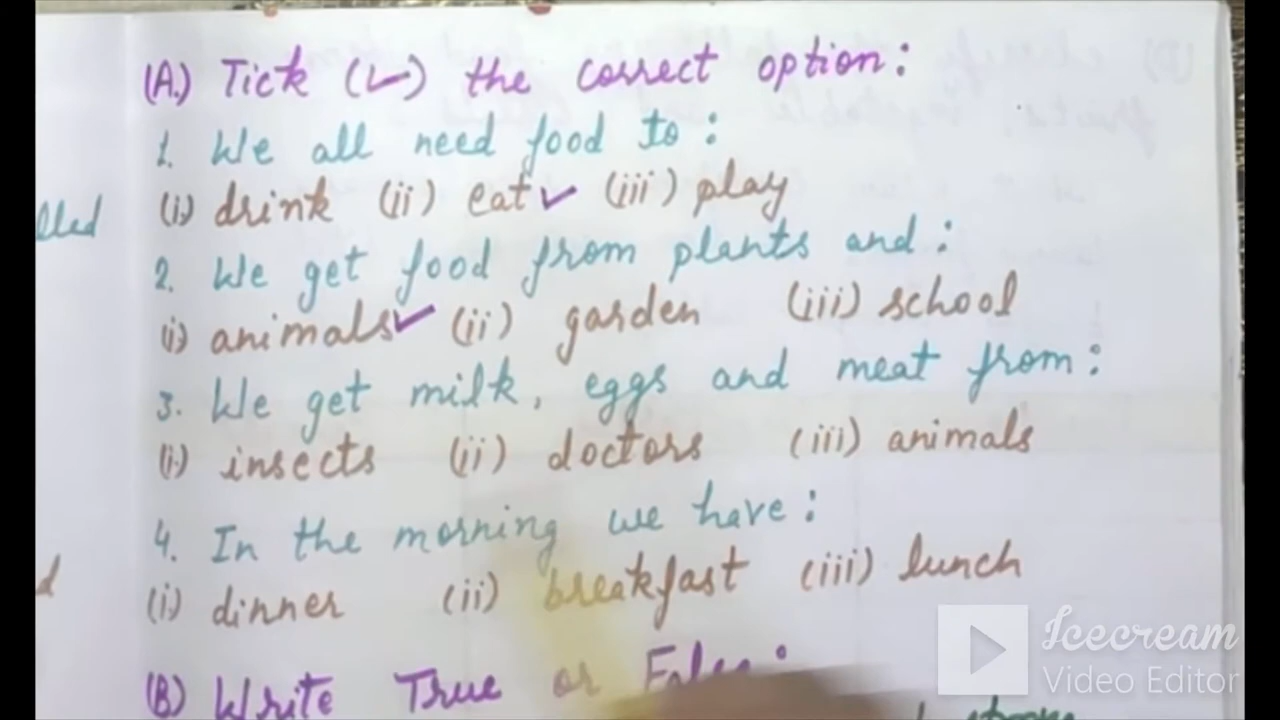 (A.) Tick (✓) the correct option:
1. We all need food to:
(i) drink (ii) eat ✓ (iii) play
2. We get food from plants and:
(i) animals ✓ (ii) garden (iii) school
3. We get milk, eggs and meat from:
(i) insects (ii) doctors (iii) animals
4. In the morning we have:
(i) dinner (ii) breakfast (iii) lunch
(B) Write True or False:
Icecream
Video Editor